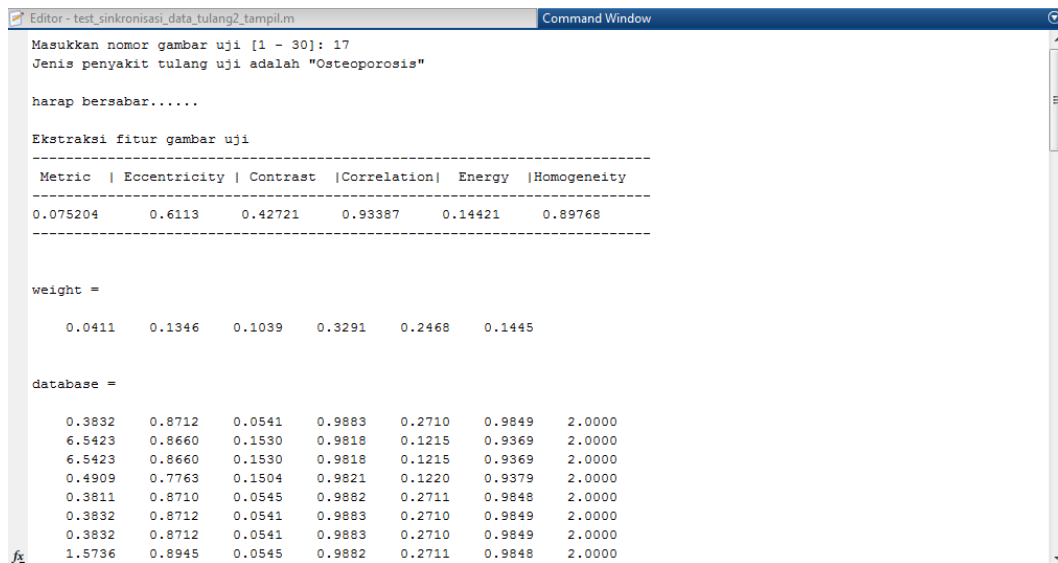 Editor - test_sinkronisasi_data_tulang2_tampil.m Command Window
Masukkan nomor gambar uji [1 - 30]: 17
Jenis penyakit tulang uji adalah "Osteoporosis"
harap bersabar......
Ekstraksi fitur gambar uji
--------------------------------------------------------------------------
Metric | Eccentricity | Contrast |Correlation| Energy |Homogeneity
--------------------------------------------------------------------------
0.075204 0.6113 0.42721 0.93387 0.14421 0.89768
--------------------------------------------------------------------------
weight =
0.0411 0.1346 0.1039 0.3291 0.2468 0.1445
database =
0.3832 0.8712 0.0541 0.9883 0.2710 0.9849 2.0000
6.5423 0.8660 0.1530 0.9818 0.1215 0.9369 2.0000
6.5423 0.8660 0.1530 0.9818 0.1215 0.9369 2.0000
0.4909 0.7763 0.1504 0.9821 0.1220 0.9379 2.0000
0.3811 0.8710 0.0545 0.9882 0.2711 0.9848 2.0000
0.3832 0.8712 0.0541 0.9883 0.2710 0.9849 2.0000
0.3832 0.8712 0.0541 0.9883 0.2710 0.9849 2.0000
fx 1.5736 0.8945 0.0545 0.9882 0.2711 0.9848 2.0000